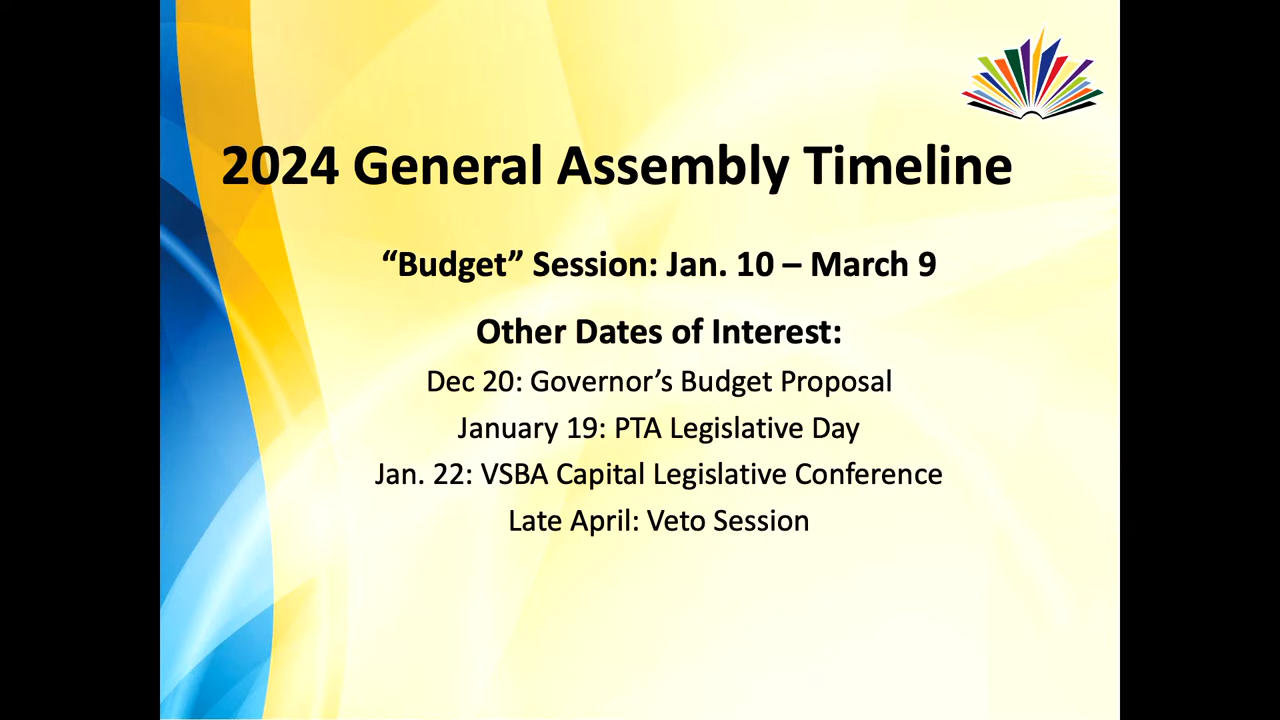 2024 General Assembly Timeline
“Budget” Session: Jan. 10 – March 9
Other Dates of Interest:
Dec 20: Governor’s Budget Proposal
January 19: PTA Legislative Day
Jan. 22: VSBA Capital Legislative Conference
Late April: Veto Session